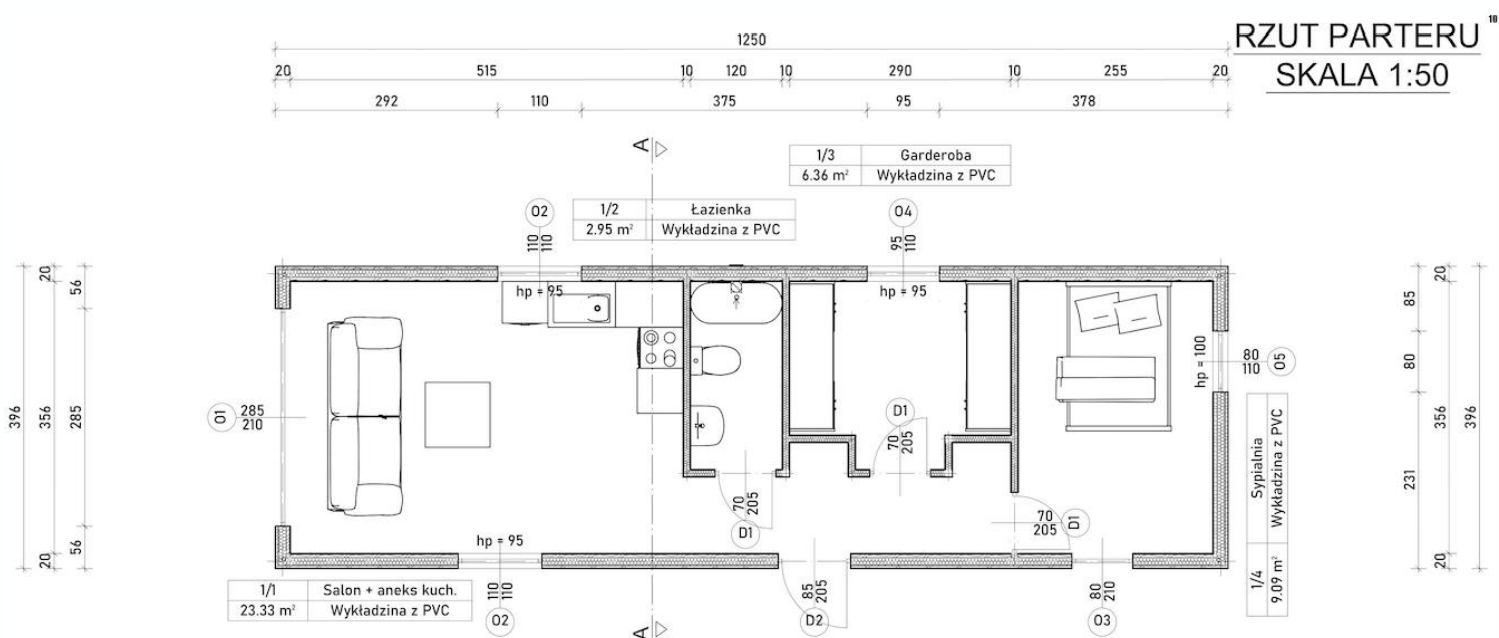 10
RZUT PARTERU
SKALA 1:50
1250
20 515 10 120 10 290 10 255 20
292 110 375 95 378
A
1/3 Garderoba
6.36 m² Wykładzina z PVC
1/2 Łazienka
2.95 m² Wykładzina z PVC
O2
110
110
hp = 95
O4
95
110
hp = 95
396
20
356
20
56
285
56
O1
285
210
hp = 95
D1
70
205
D1
70
205
D1
70
205
hp = 100
80
110
O5
85
80
231
20
356
20
396
1/4 Sypialnia
9.09 m² Wykładzina z PVC
1/1 Salon + aneks kuch.
23.33 m² Wykładzina z PVC
110
110
O2
A
85
205
D2
80
210
O3